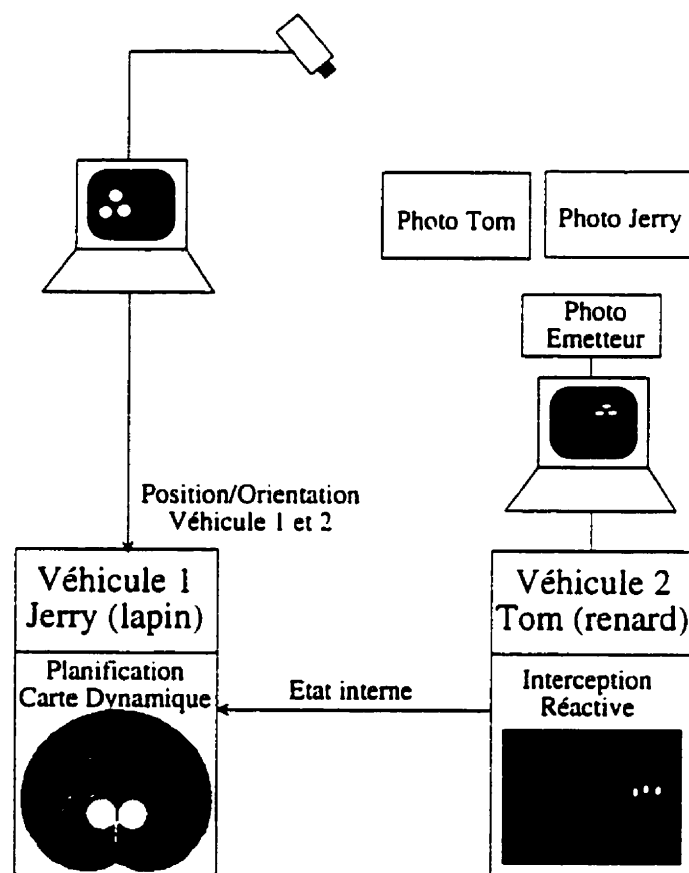 Photo Tom
Photo Jerry
Photo
Emetteur
Position/Orientation
Véhicule 1 et 2
Véhicule 1
Jerry (lapin)
Planification
Carte Dynamique
Etat interne
Véhicule 2
Tom (renard)
Interception
Réactive